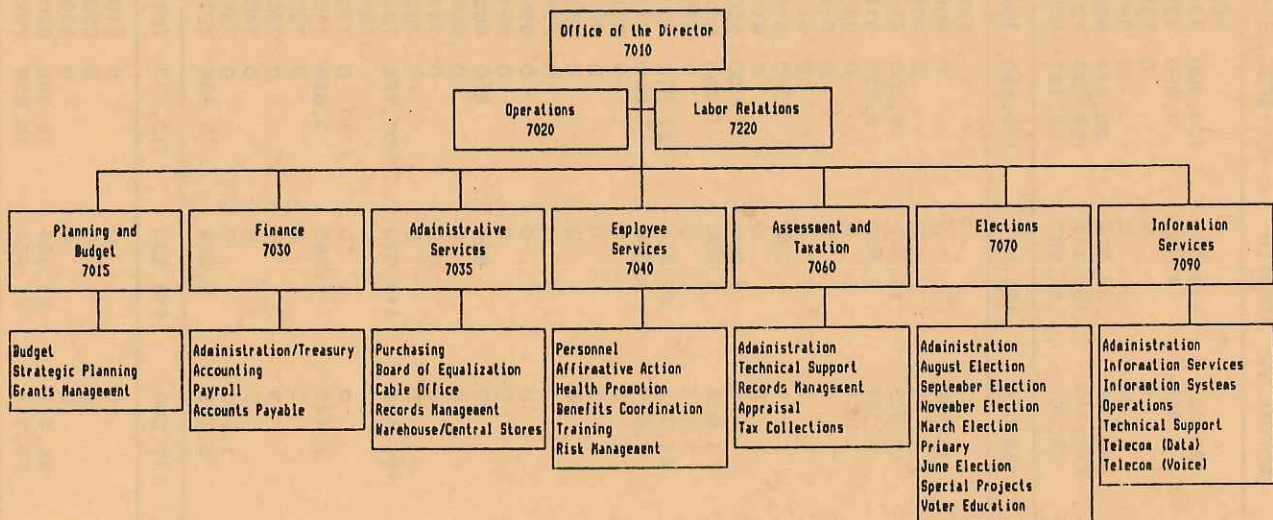 Office of the Director
7010
Operations
7020
Labor Relations
7220
Planning and
Budget
7015
Finance
7030
Administrative
Services
7035
Employee
Services
7040
Assessment and
Taxation
7060
Elections
7070
Information
Services
7090
Budget
Strategic Planning
Grants Management
Administration/Treasury
Accounting
Payroll
Accounts Payable
Purchasing
Board of Equalization
Cable Office
Records Management
Warehouse/Central Stores
Personnel
Affirmative Action
Health Promotion
Benefits Coordination
Training
Risk Management
Administration
Technical Support
Records Management
Appraisal
Tax Collections
Administration
August Election
September Election
November Election
March Election
Primary
June Election
Special Projects
Voter Education
Administration
Information Services
Information Systems
Operations
Technical Support
Telecom (Data)
Telecom (Voice)